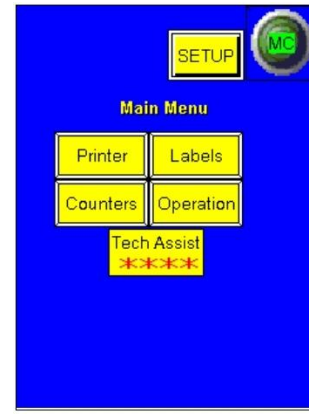 SETUP
MC
Main Menu
Printer
Labels
Counters
Operation
Tech Assist
****